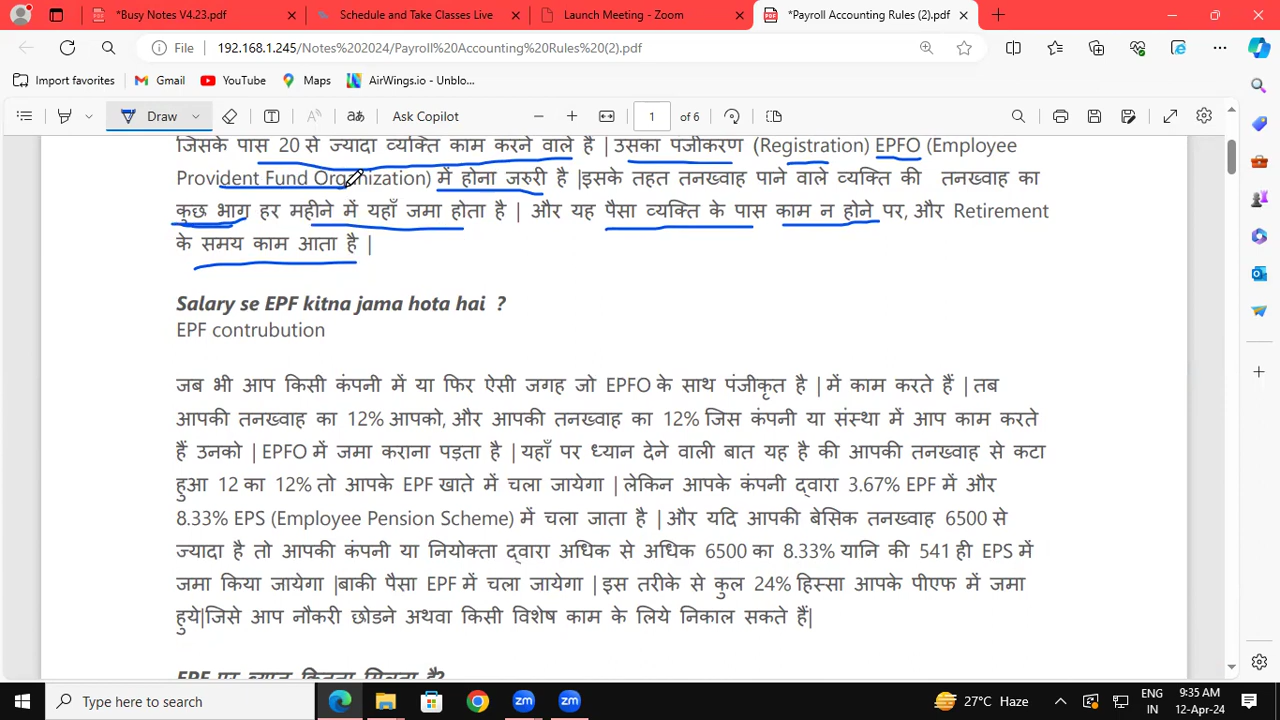 *Busy Notes V4.23.pdf
Schedule and Take Classes Live
Launch Meeting - Zoom
*Payroll Accounting Rules (2).pdf
File
192.168.1.245/Notes%202024/Payroll%20Accounting%20Rules%20(2).pdf
Import favorites
Gmail
YouTube
Maps
AirWings.io - Unblo...
Draw
Ask Copilot
1 of 6
जिसके पास 20 से ज्यादा व्यक्ति काम करने वाले है | उसका पंजीकरण (Registration) EPFO (Employee
Provident Fund Organization) में होना जरुरी है |इसके तहत तनख्वाह पाने वाले व्यक्ति की तनख्वाह का
कुछ भाग हर महीने में यहाँ जमा होता है | और यह पैसा व्यक्ति के पास काम न होने पर, और Retirement
के समय काम आता है |
Salary se EPF kitna jama hota hai ?
EPF contrubution
जब भी आप किसी कंपनी में या फिर ऐसी जगह जो EPFO के साथ पंजीकृत है | में काम करते हैं | तब
आपकी तनख्वाह का 12% आपको, और आपकी तनख्वाह का 12% जिस कंपनी या संस्था में आप काम करते
हैं उनको | EPFO में जमा कराना पड़ता है | यहाँ पर ध्यान देने वाली बात यह है की आपकी तनख्वाह से कटा
हुआ 12 का 12% तो आपके EPF खाते में चला जायेगा | लेकिन आपके कंपनी द्वारा 3.67% EPF में और
8.33% EPS (Employee Pension Scheme) में चला जाता है | और यदि आपकी बेसिक तनख्वाह 6500 से
ज्यादा है तो आपकी कंपनी या नियोक्ता द्वारा अधिक से अधिक 6500 का 8.33% यानि की 541 ही EPS में
जमा किया जायेगा |बाकी पैसा EPF में चला जायेगा | इस तरीके से कुल 24% हिस्सा आपके पीएफ में जमा
हुये|जिसे आप नौकरी छोडने अथवा किसी विशेष काम के लिये निकाल सकते हैं|
EPF पर ब्याज कितना मिलता है?
Type here to search
27°C Haze
ENG
IN
9:35 AM
12-Apr-24